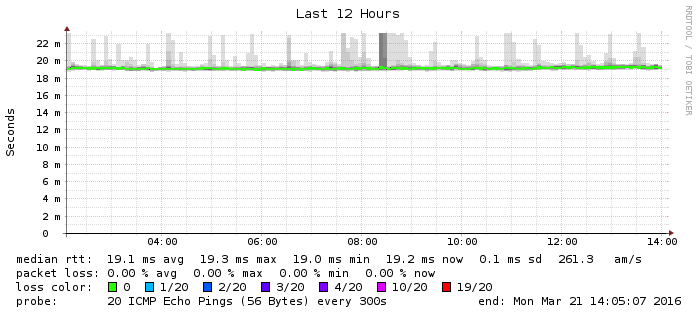 Last 12 Hours
RRDTOOL / TOBI OETIKER
Seconds
22 m
20 m
18 m
16 m
14 m
12 m
10 m
8 m
6 m
4 m
2 m
0
04:00 06:00 08:00 10:00 12:00 14:00
median rtt: 19.1 ms avg 19.3 ms max 19.0 ms min 19.2 ms now 0.1 ms sd 261.3 am/s
packet loss: 0.00 % avg 0.00 % max 0.00 % min 0.00 % now
loss color: 0 1/20 2/20 3/20 4/20 10/20 19/20
probe: 20 ICMP Echo Pings (56 Bytes) every 300s end: Mon Mar 21 14:05:07 2016